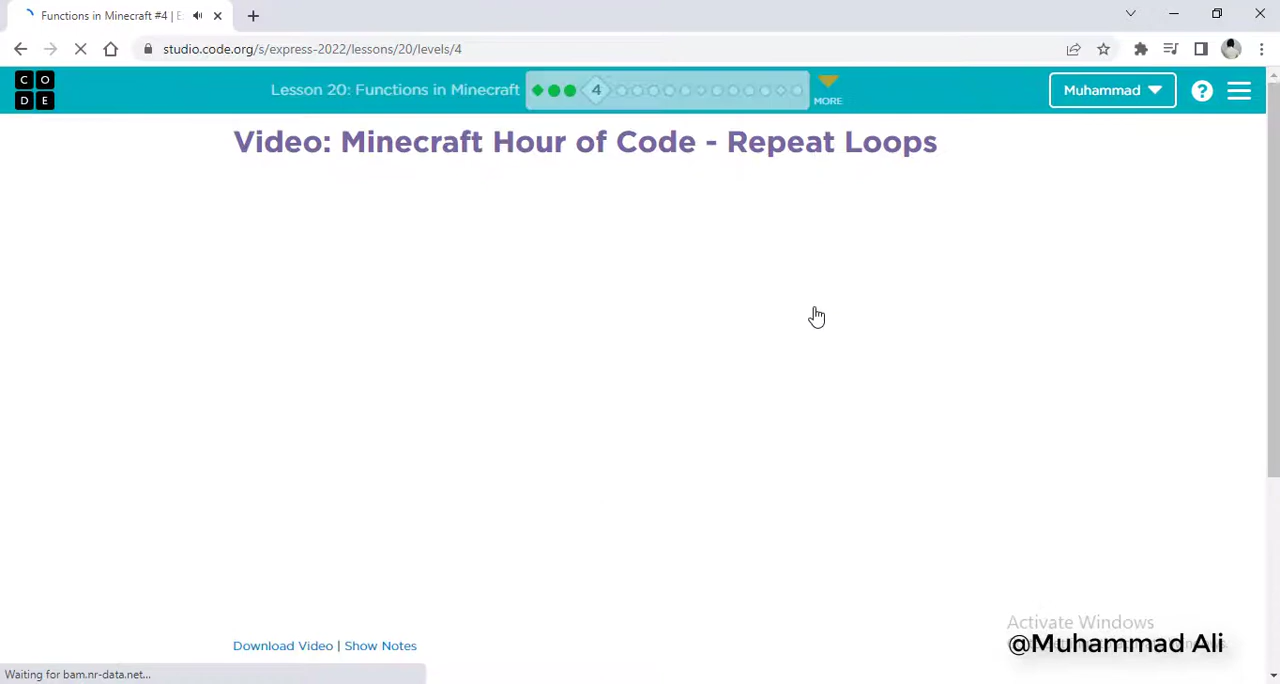 Functions in Minecraft #4 | E
studio.code.org/s/express-2022/lessons/20/levels/4
C O
D E
Lesson 20: Functions in Minecraft
4
MORE
Muhammad
?
Video: Minecraft Hour of Code - Repeat Loops
Download Video | Show Notes
Activate Windows
@Muhammad Ali
Waiting for bam.nr-data.net...